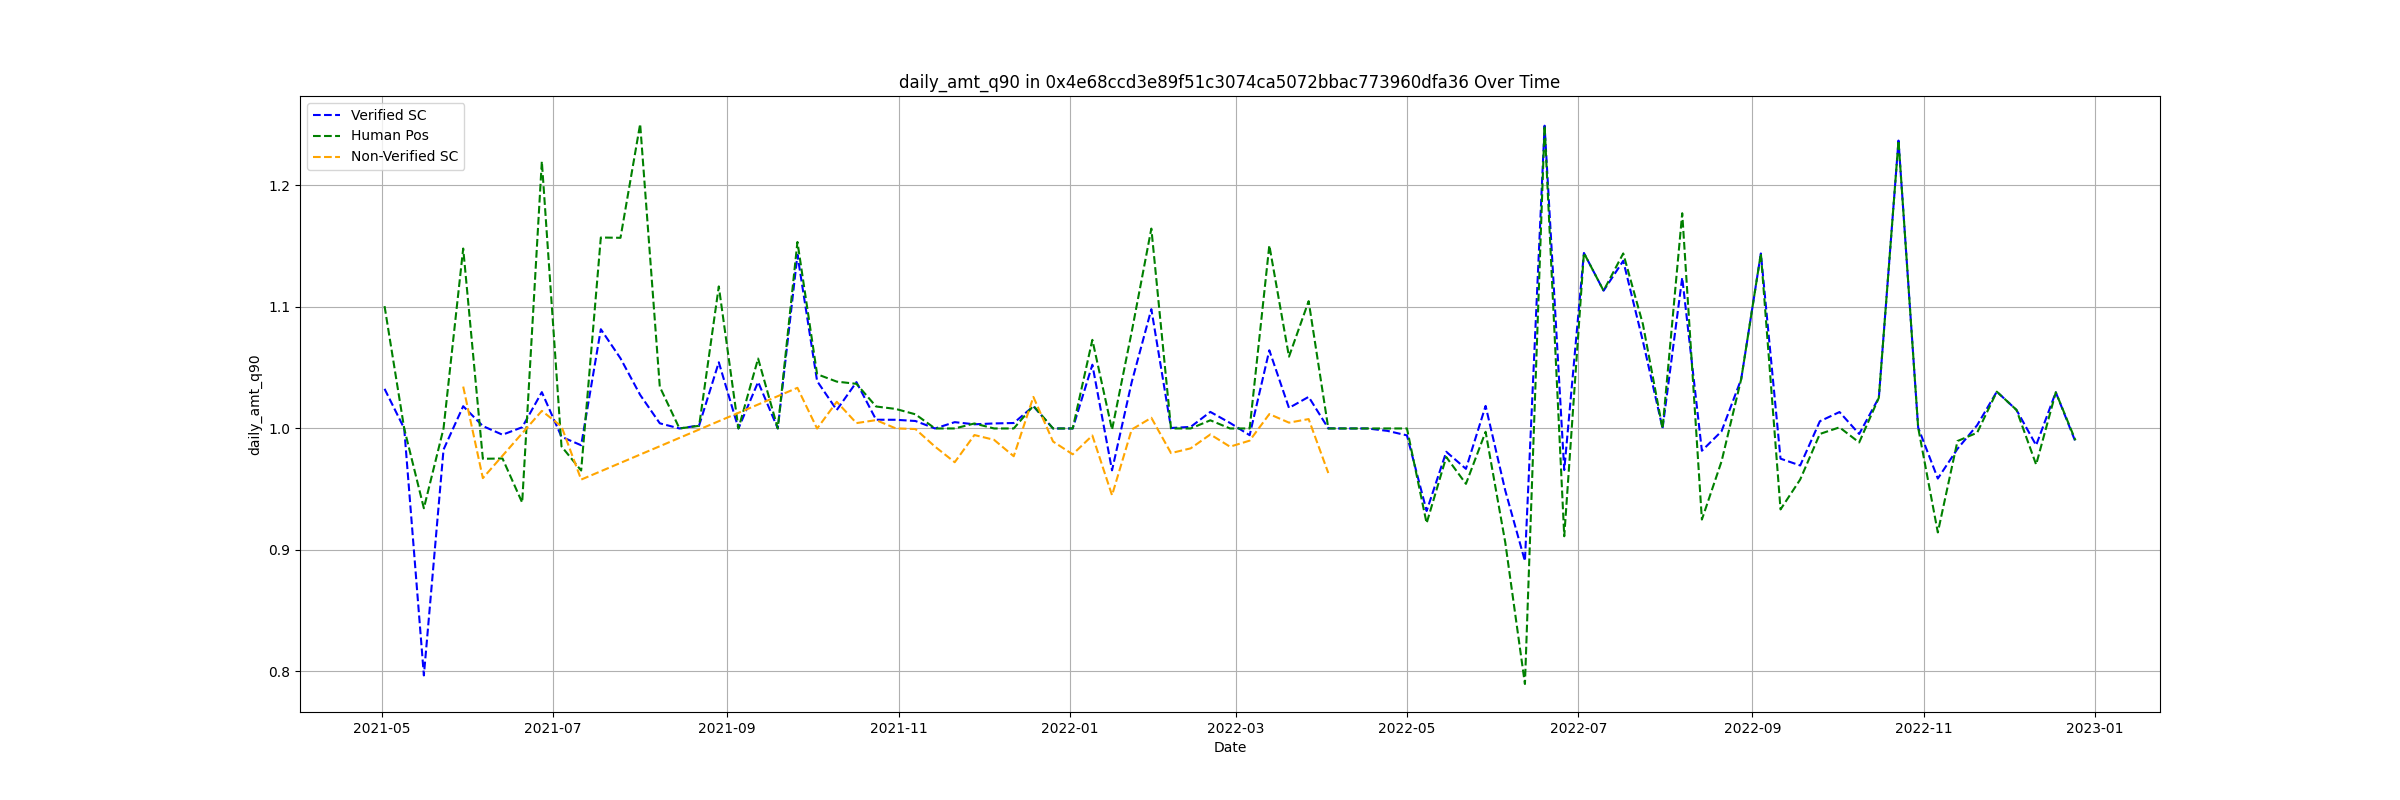 daily_amt_q90 in 0x4e68ccd3e89f51c3074ca5072bbac773960dfa36 Over Time
Verified SC
Human Pos
Non-Verified SC
daily_amt_q90
1.2
1.1
1.0
0.9
0.8
2021-05 2021-07 2021-09 2021-11 2022-01 2022-03 2022-05 2022-07 2022-09 2022-11 2023-01
Date